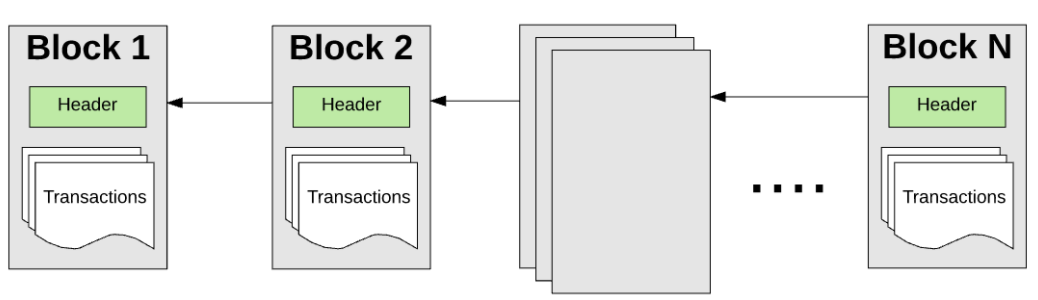 Block 1
Header
Transactions
Block 2
Header
Transactions
....
Block N
Header
Transactions